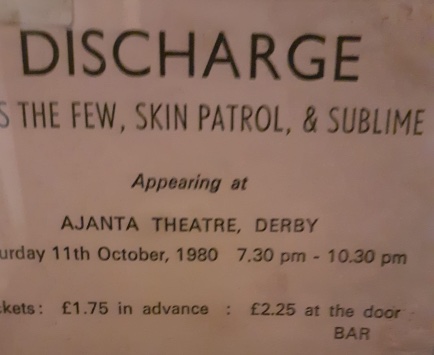 DISCHARGE
THE FEW, SKIN PATROL, & SUBLIME
Appearing at
AJANTA THEATRE, DERBY
urday 11th October, 1980 7.30 pm - 10.30 pm
kets: £1.75 in advance : £2.25 at the door
BAR